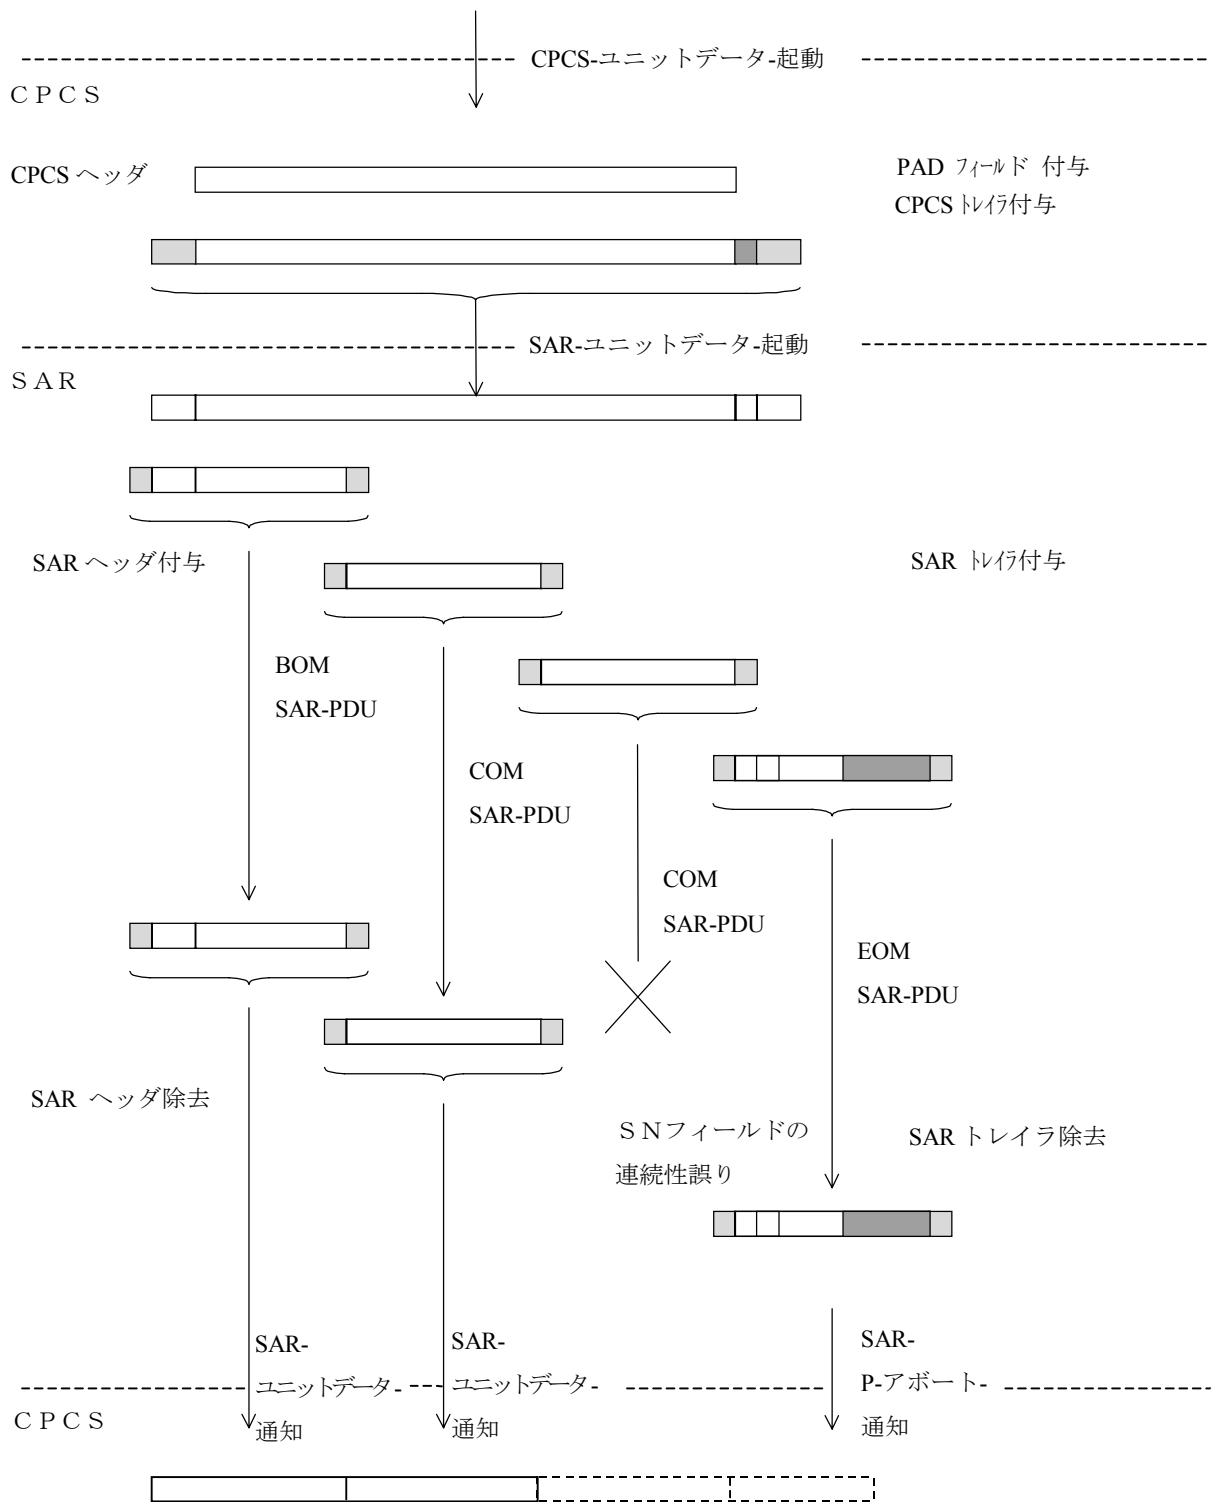 CPCS-ユニットデータ-起動
ＣＰＣＳ
CPCS ヘッダ
PAD ﾌｨｰﾙド 付与
CPCS ﾄﾚｲﾗ付与
SAR-ユニットデータ-起動
ＳＡＲ
SAR ヘッダ付与
SAR ﾄﾚｲﾗ付与
BOM
SAR-PDU
COM
SAR-PDU
COM
SAR-PDU
EOM
SAR-PDU
SAR ヘッダ除去
ＳＮフィールドの
連続性誤り
SAR トレイラ除去
SAR-
ユニットデータ-
通知
SAR-
ユニットデータ-
通知
SAR-
P-アボート-
通知
ＣＰＣＳ